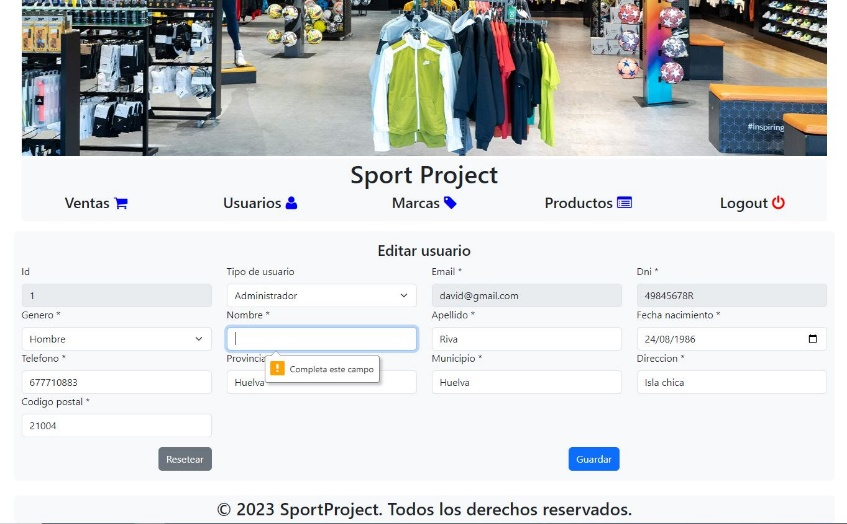 #Inspiring
Sport Project
Ventas Usuarios Marcas Productos Logout
Editar usuario
Id Tipo de usuario Email * Dni *
1 Administrador david@gmail.com 49845678R
Genero * Nombre * Apellido * Fecha nacimiento *
Hombre Riva 24/08/1986
Telefono * Provincia Municipio * Direccion *
Completa este campo
677710883 Huelva Huelva Isla chica
Codigo postal *
21004
Resetear Guardar
© 2023 SportProject. Todos los derechos reservados.